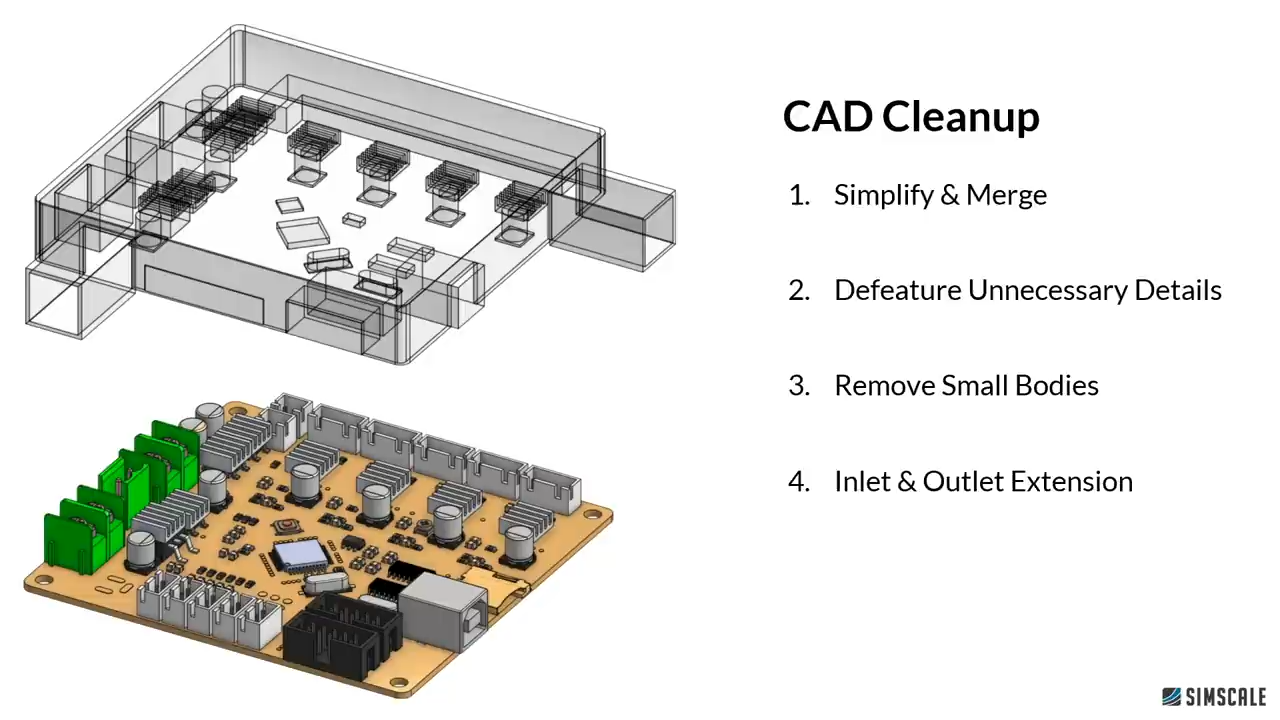 CAD Cleanup
1. Simplify & Merge
2. Defeature Unnecessary Details
3. Remove Small Bodies
4. Inlet & Outlet Extension
SIMSCALE